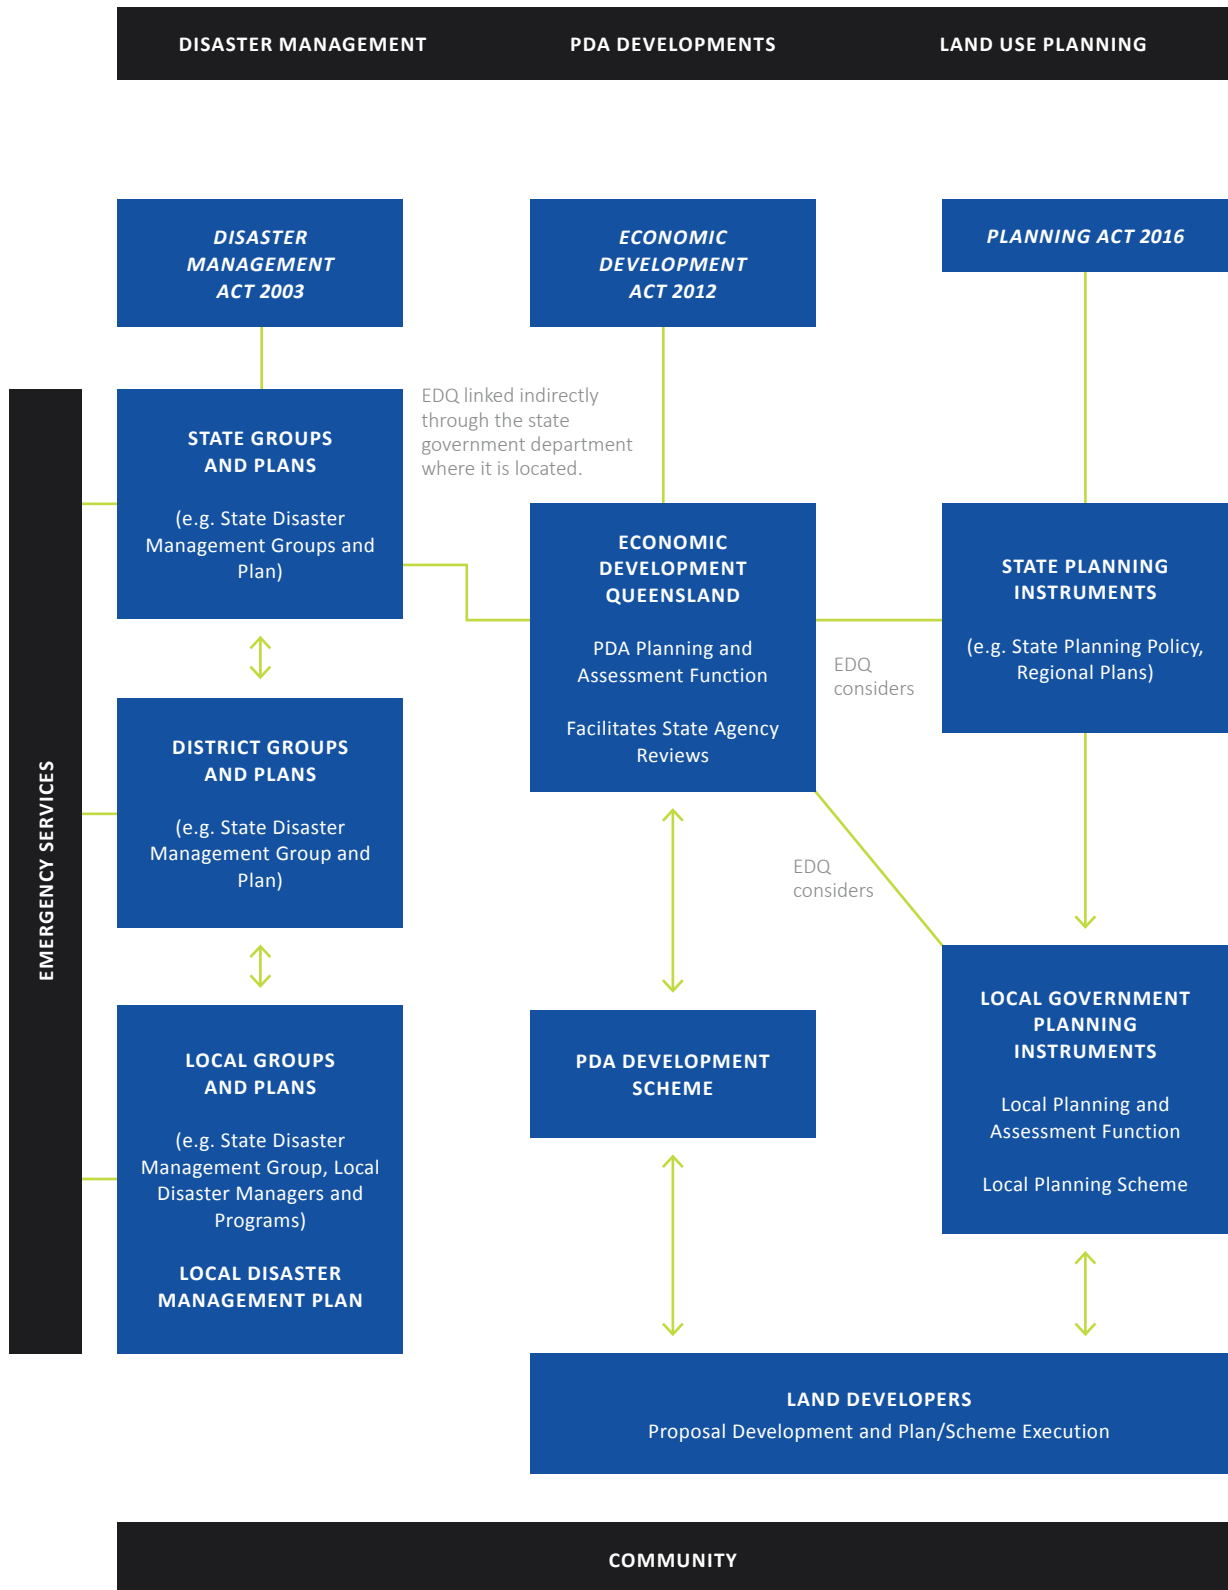 DISASTER MANAGEMENT
PDA DEVELOPMENTS
LAND USE PLANNING
DISASTER
MANAGEMENT
ACT 2003
ECONOMIC
DEVELOPMENT
ACT 2012
PLANNING ACT 2016
EMERGENCY SERVICES
STATE GROUPS
AND PLANS
(e.g. State Disaster
Management Groups and
Plan)
EDQ linked indirectly
through the state
government department
where it is located.
ECONOMIC
DEVELOPMENT
QUEENSLAND
PDA Planning and
Assessment Function
Facilitates State Agency
Reviews
EDQ
considers
STATE PLANNING
INSTRUMENTS
(e.g. State Planning Policy,
Regional Plans)
DISTRICT GROUPS
AND PLANS
(e.g. State Disaster
Management Group and
Plan)
EDQ
considers
LOCAL GROUPS
AND PLANS
(e.g. State Disaster
Management Group, Local
Disaster Managers and
Programs)
LOCAL DISASTER
MANAGEMENT PLAN
PDA DEVELOPMENT
SCHEME
LOCAL GOVERNMENT
PLANNING
INSTRUMENTS
Local Planning and
Assessment Function
Local Planning Scheme
LAND DEVELOPERS
Proposal Development and Plan/Scheme Execution
COMMUNITY